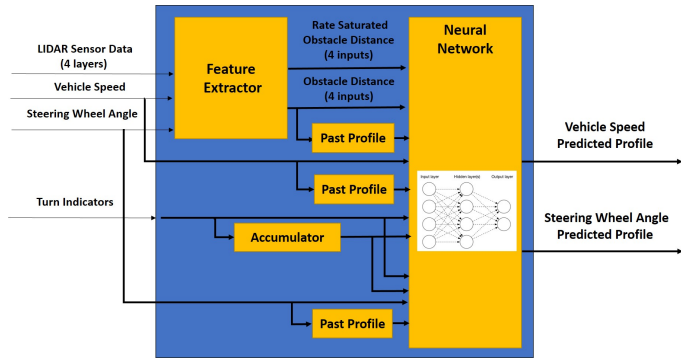 LIDAR Sensor Data
(4 layers)
Vehicle Speed
Steering Wheel Angle
Turn Indicators
Feature
Extractor
Rate Saturated
Obstacle Distance
(4 inputs)
Obstacle Distance
(4 inputs)
Past Profile
Past Profile
Accumulator
Past Profile
Neural
Network
Input layer
Hidden layer(s)
Output layer
Vehicle Speed
Predicted Profile
Steering Wheel Angle
Predicted Profile